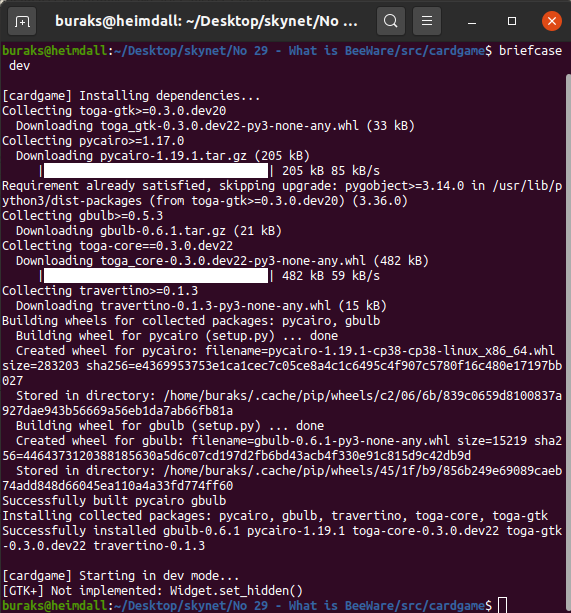 buraks@heimdall: ~/Desktop/skynet/No ...
buraks@heimdall:~/Desktop/skynet/No 29 - What is BeeWare/src/cardgame$ briefcase
 dev
[cardgame] Installing dependencies...
Collecting toga-gtk>=0.3.0.dev20
  Downloading toga_gtk-0.3.0.dev22-py3-none-any.whl (33 kB)
Collecting pycairo>=1.17.0
  Downloading pycairo-1.19.1.tar.gz (205 kB)
     || 205 kB 85 kB/s
Requirement already satisfied, skipping upgrade: pygobject>=3.14.0 in /usr/lib/p
ython3/dist-packages (from toga-gtk>=0.3.0.dev20) (3.36.0)
Collecting gbulb>=0.5.3
  Downloading gbulb-0.6.1.tar.gz (21 kB)
Collecting toga-core==0.3.0.dev22
  Downloading toga_core-0.3.0.dev22-py3-none-any.whl (482 kB)
     || 482 kB 59 kB/s
Collecting travertino>=0.1.3
  Downloading travertino-0.1.3-py3-none-any.whl (15 kB)
Building wheels for collected packages: pycairo, gbulb
  Building wheel for pycairo (setup.py) ... done
  Created wheel for pycairo: filename=pycairo-1.19.1-cp38-cp38-linux_x86_64.whl
size=283203 sha256=e4369953753e1ca1cec7c05ce8a4c1c6495c4f907c5780f16c480e17197bb
027
  Stored in directory: /home/buraks/.cache/pip/wheels/c2/06/6b/839c0659d8100837a
927dae943b56669a56eb1da7ab66fb81a
  Building wheel for gbulb (setup.py) ... done
  Created wheel for gbulb: filename=gbulb-0.6.1-py3-none-any.whl size=15219 sha2
56=4464373120388185630a5d6c07cd197d2fb6bd43acb4f330e91c815d9c42db9d
  Stored in directory: /home/buraks/.cache/pip/wheels/45/1f/b9/856b249e69089caeb
74add848d66045ea110a4a33fd774ff60
Successfully built pycairo gbulb
Installing collected packages: pycairo, gbulb, travertino, toga-core, toga-gtk
Successfully installed gbulb-0.6.1 pycairo-1.19.1 toga-core-0.3.0.dev22 toga-gtk
-0.3.0.dev22 travertino-0.1.3
[cardgame] Starting in dev mode...
[GTK+] Not implemented: Widget.set_hidden()
buraks@heimdall:~/Desktop/skynet/No 29 - What is BeeWare/src/cardgame$